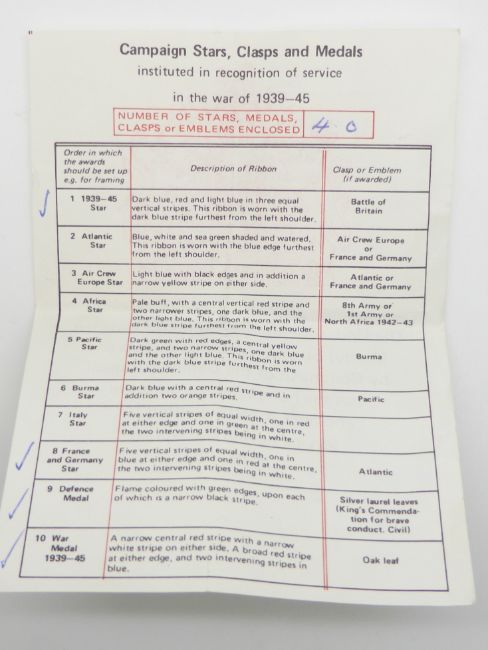 Campaign Stars, Clasps and Medals
instituted in recognition of service
in the war of 1939–45
NUMBER OF STARS, MEDALS,
CLASPS or EMBLEMS ENCLOSED
4.0
Order in which
the awards
should be set up
e.g. for framing
Description of Ribbon
Clasp or Emblem
(if awarded)
1 1939–45
Star
Dark blue, red and light blue in three equal
vertical stripes. This ribbon is worn with the
dark blue stripe furthest from the left shoulder.
Battle of
Britain
2 Atlantic
Star
Blue, white and sea green shaded and watered.
This ribbon is worn with the blue edge furthest
from the left shoulder.
Air Crew Europe
or
France and Germany
3 Air Crew
Europe Star
Light blue with black edges and in addition a
narrow yellow stripe on either side.
Atlantic or
France and Germany
4 Africa
Star
Pale buff, with a central vertical red stripe and
two narrower stripes, one dark blue, and the
other light blue. This ribbon is worn with the
dark blue stripe furthest from the left shoulder.
8th Army or
1st Army or
North Africa 1942–43
5 Pacific
Star
Dark green with red edges, a central yellow
stripe, and two narrow stripes, one dark blue
and the other light blue. This ribbon is worn
with the dark blue stripe furthest from the
left shoulder.
Burma
6 Burma
Star
Dark blue with a central red stripe and in
addition two orange stripes.
Pacific
7 Italy
Star
Five vertical stripes of equal width, one in red
at either edge and one in green at the centre,
the two intervening stripes being in white.
8 France
and Germany
Star
Five vertical stripes of equal width, one in
blue at either edge and one in red at the centre,
the two intervening stripes being in white.
Atlantic
9 Defence
Medal
Flame coloured with green edges, upon each
of which is a narrow black stripe.
Silver laurel leaves
(King's Commenda-
tion for brave
conduct. Civil)
10 War
Medal
1939–45
A narrow central red stripe with a narrow
white stripe on either side. A broad red stripe
at either edge, and two intervening stripes in
blue.
Oak leaf